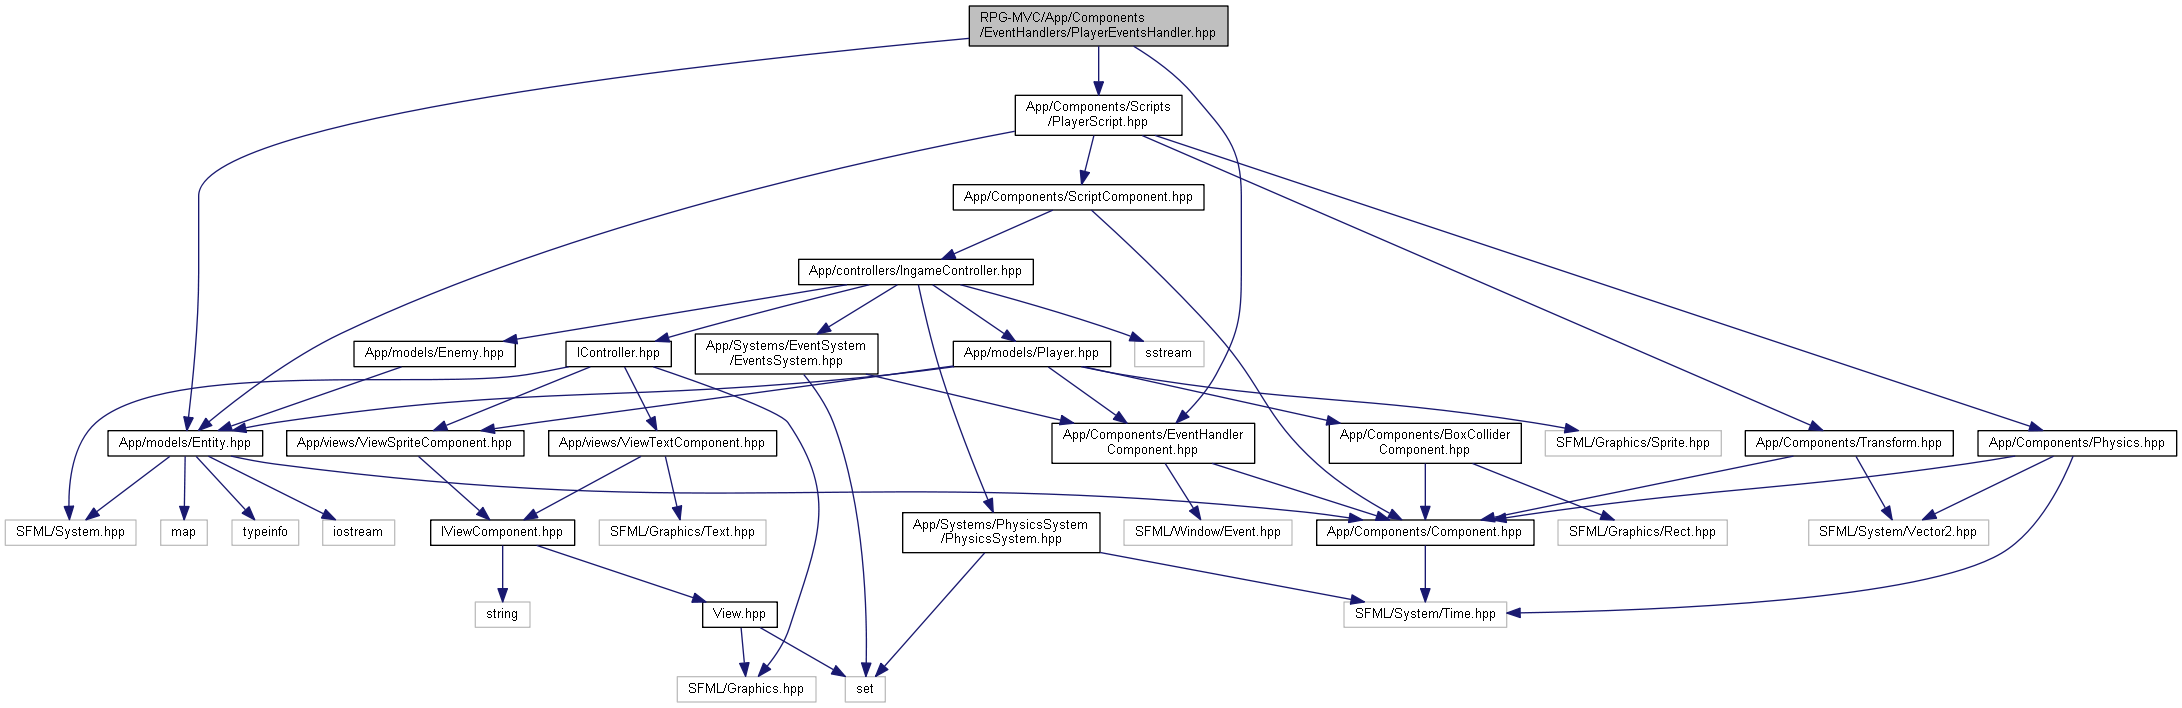 RPG-MVC/App/Components
/EventHandlers/PlayerEventsHandler.hpp
App/Components/Scripts
/PlayerScript.hpp
App/Components/ScriptComponent.hpp
App/controllers/IngameController.hpp
App/models/Enemy.hpp
IController.hpp
App/Systems/EventSystem
/EventsSystem.hpp
App/models/Player.hpp
sstream
App/models/Entity.hpp
App/views/ViewSpriteComponent.hpp
App/views/ViewTextComponent.hpp
App/Components/EventHandler
Component.hpp
App/Components/BoxCollider
Component.hpp
SFML/Graphics/Sprite.hpp
App/Components/Transform.hpp
App/Components/Physics.hpp
SFML/System.hpp
map
typeinfo
iostream
IViewComponent.hpp
SFML/Graphics/Text.hpp
App/Systems/PhysicsSystem
/PhysicsSystem.hpp
SFML/Window/Event.hpp
App/Components/Component.hpp
SFML/Graphics/Rect.hpp
SFML/System/Vector2.hpp
string
View.hpp
SFML/System/Time.hpp
SFML/Graphics.hpp
set